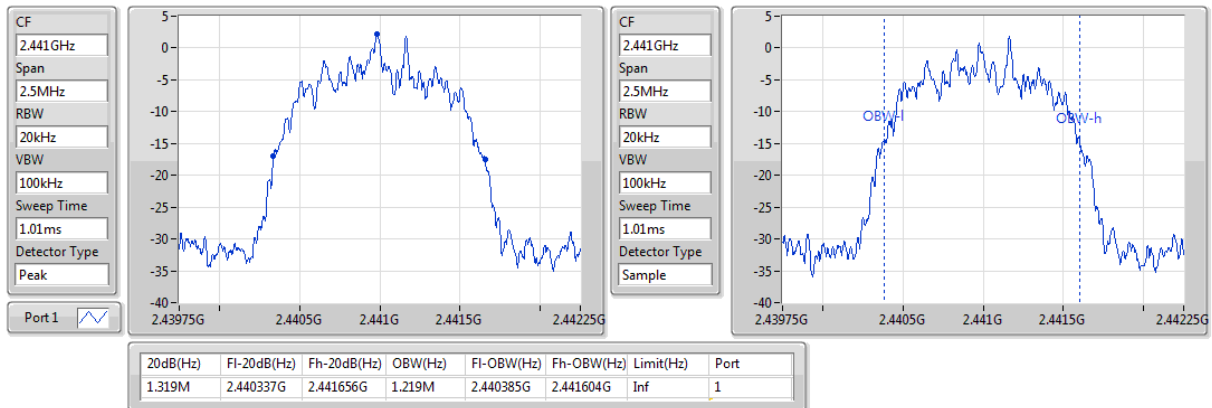 CF
2.441GHz
Span
2.5MHz
RBW
20kHz
VBW
100kHz
Sweep Time
1.01ms
Detector Type
Peak
Port 1
5
0
-5
-10
-15
-20
-25
-30
-35
-40
2.43975G 2.4405G 2.441G 2.4415G 2.44225G
CF
2.441GHz
Span
2.5MHz
RBW
20kHz
VBW
100kHz
Sweep Time
1.01ms
Detector Type
Sample
5
0
-5
-10
-15
-20
-25
-30
-35
-40
OBW-l OBW-h
2.43975G 2.4405G 2.441G 2.4415G 2.44225G
20dB(Hz) Fl-20dB(Hz) Fh-20dB(Hz) OBW(Hz) Fl-OBW(Hz) Fh-OBW(Hz) Limit(Hz) Port
1.319M 2.440337G 2.441656G 1.219M 2.440385G 2.441604G Inf 1